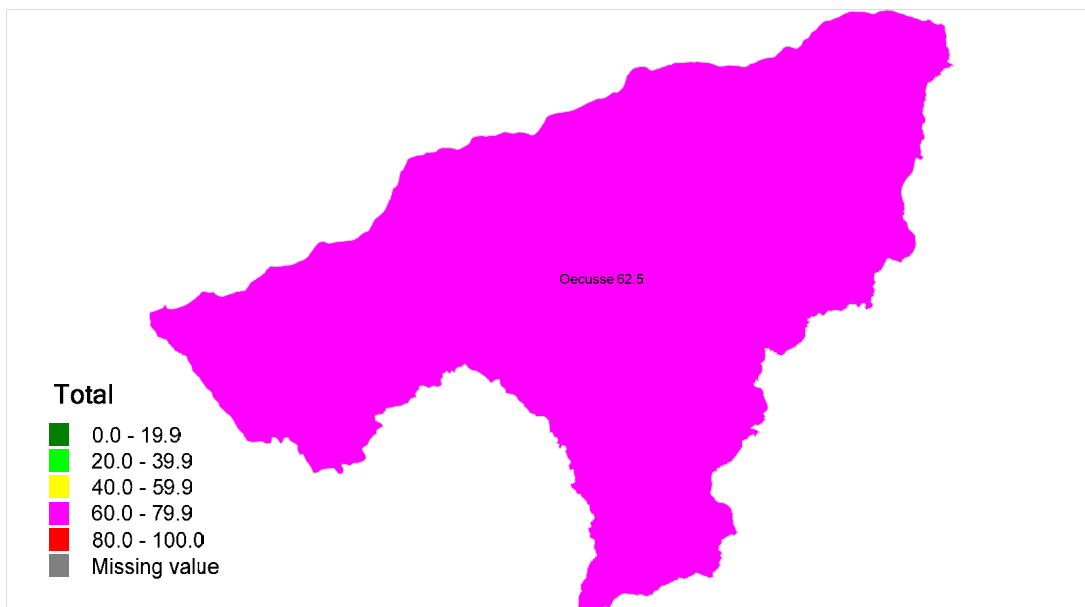 Oecusse 62.5
Total
0.0 - 19.9
20.0 - 39.9
40.0 - 59.9
60.0 - 79.9
80.0 - 100.0
Missing value